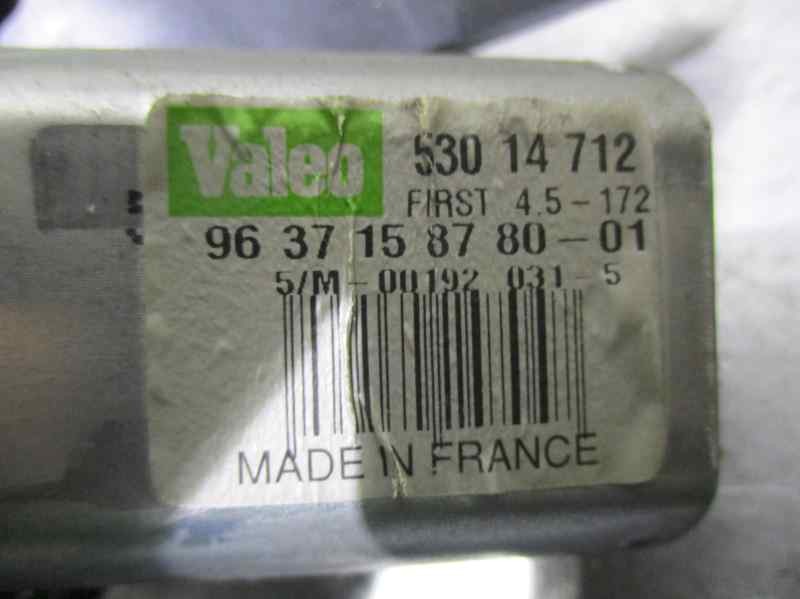 Valeo 530 14 712
FIRST 4.5-172
96 37 15 87 80-01
5/M-00192 031-5
MADE IN FRANCE